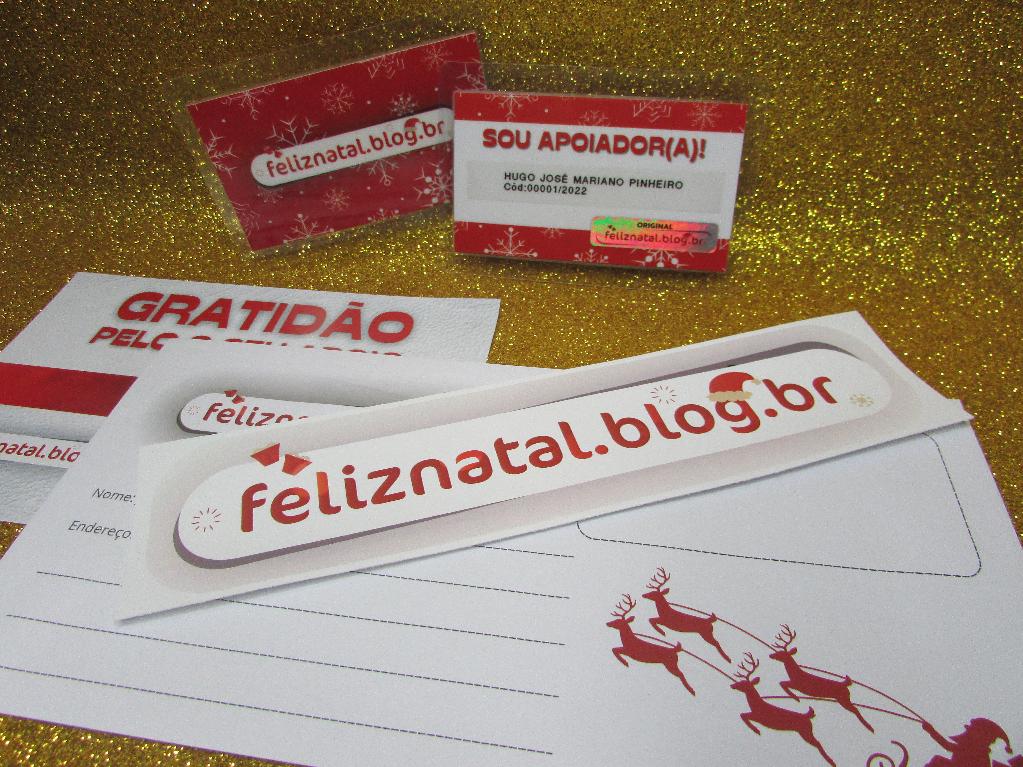 feliznatal.blog.br
SOU APOIADOR(A)!
HUGO JOSÉ MARIANO PINHEIRO
Cód:00001/2022
ORIGINAL
feliznatal.blog.br
GRATIDÃO
feliznat
natal.blo
feliznatal.blog.br
Nome:
Endereço